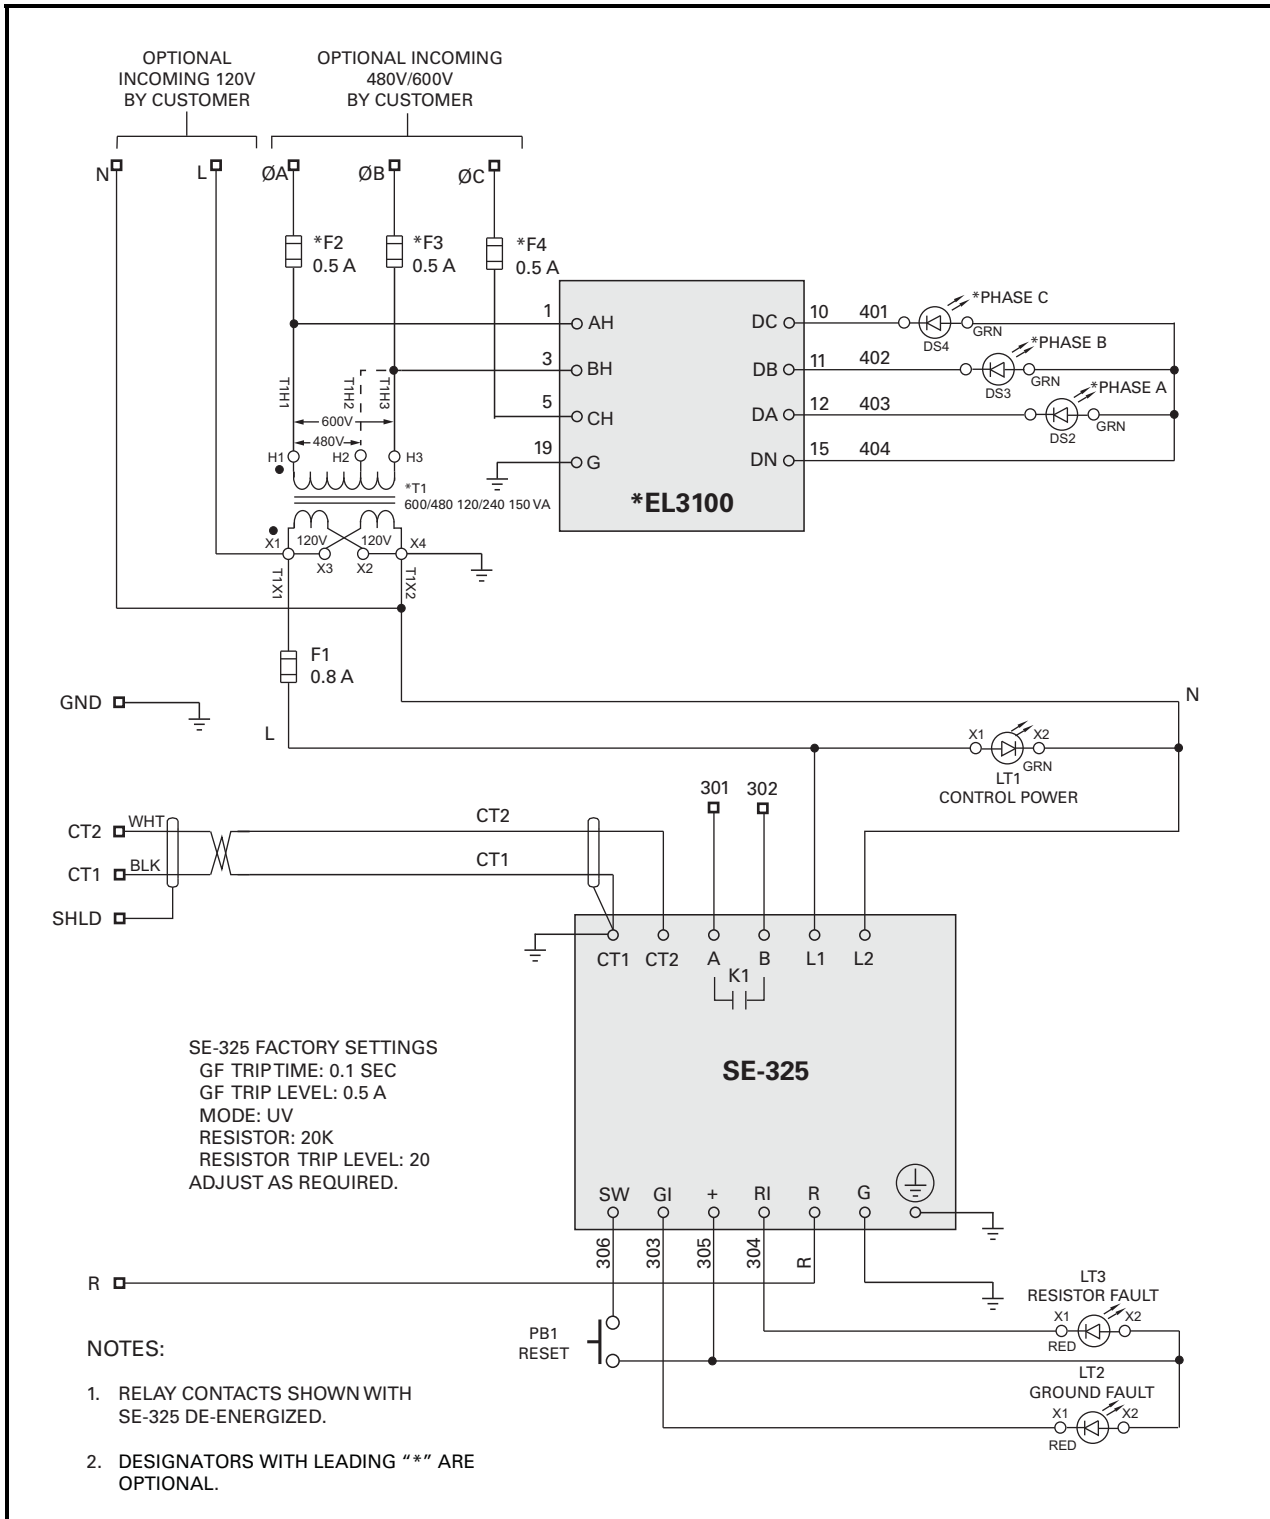 OPTIONAL
INCOMING 120V
BY CUSTOMER
OPTIONAL INCOMING
480V/600V
BY CUSTOMER
N
L
ØA
ØB
ØC
*F2
0.5 A
*F3
0.5 A
*F4
0.5 A
1
AH
3
BH
5
CH
19
G
*EL3100
DC
10
401
DB
11
402
DA
12
403
DN
15
404
*PHASE C
GRN
DS4
*PHASE B
GRN
DS3
*PHASE A
GRN
DS2
T1H1
T1H2
T1H3
600V
480V
H1
H2
H3
*T1
600/480 120/240 150 VA
X1
120V
120V
X4
X3
X2
T1X1
T1X2
F1
0.8 A
GND
L
N
X1
X2
GRN
LT1
CONTROL POWER
301
302
CT2
WHT
CT2
CT1
BLK
CT1
SHLD
CT1
CT2
A
B
L1
L2
K1
SE-325
SE-325 FACTORY SETTINGS
GF TRIP TIME: 0.1 SEC
GF TRIP LEVEL: 0.5 A
MODE: UV
RESISTOR: 20K
RESISTOR TRIP LEVEL: 20
ADJUST AS REQUIRED.
SW
GI
+
RI
R
G
306
303
305
304
R
R
PB1
RESET
LT3
RESISTOR FAULT
X1
X2
RED
LT2
GROUND FAULT
X1
X2
RED
NOTES:
1. RELAY CONTACTS SHOWN WITH
SE-325 DE-ENERGIZED.
2. DESIGNATORS WITH LEADING “*” ARE
OPTIONAL.